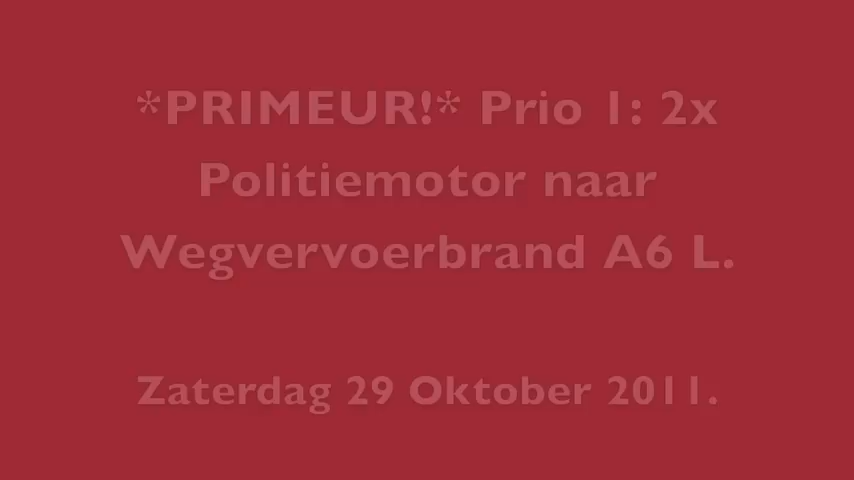 *PRIMEUR!* Prio 1: 2x
Politiemotor naar
Wegvervoerbrand A6 L.
Zaterdag 29 Oktober 2011.